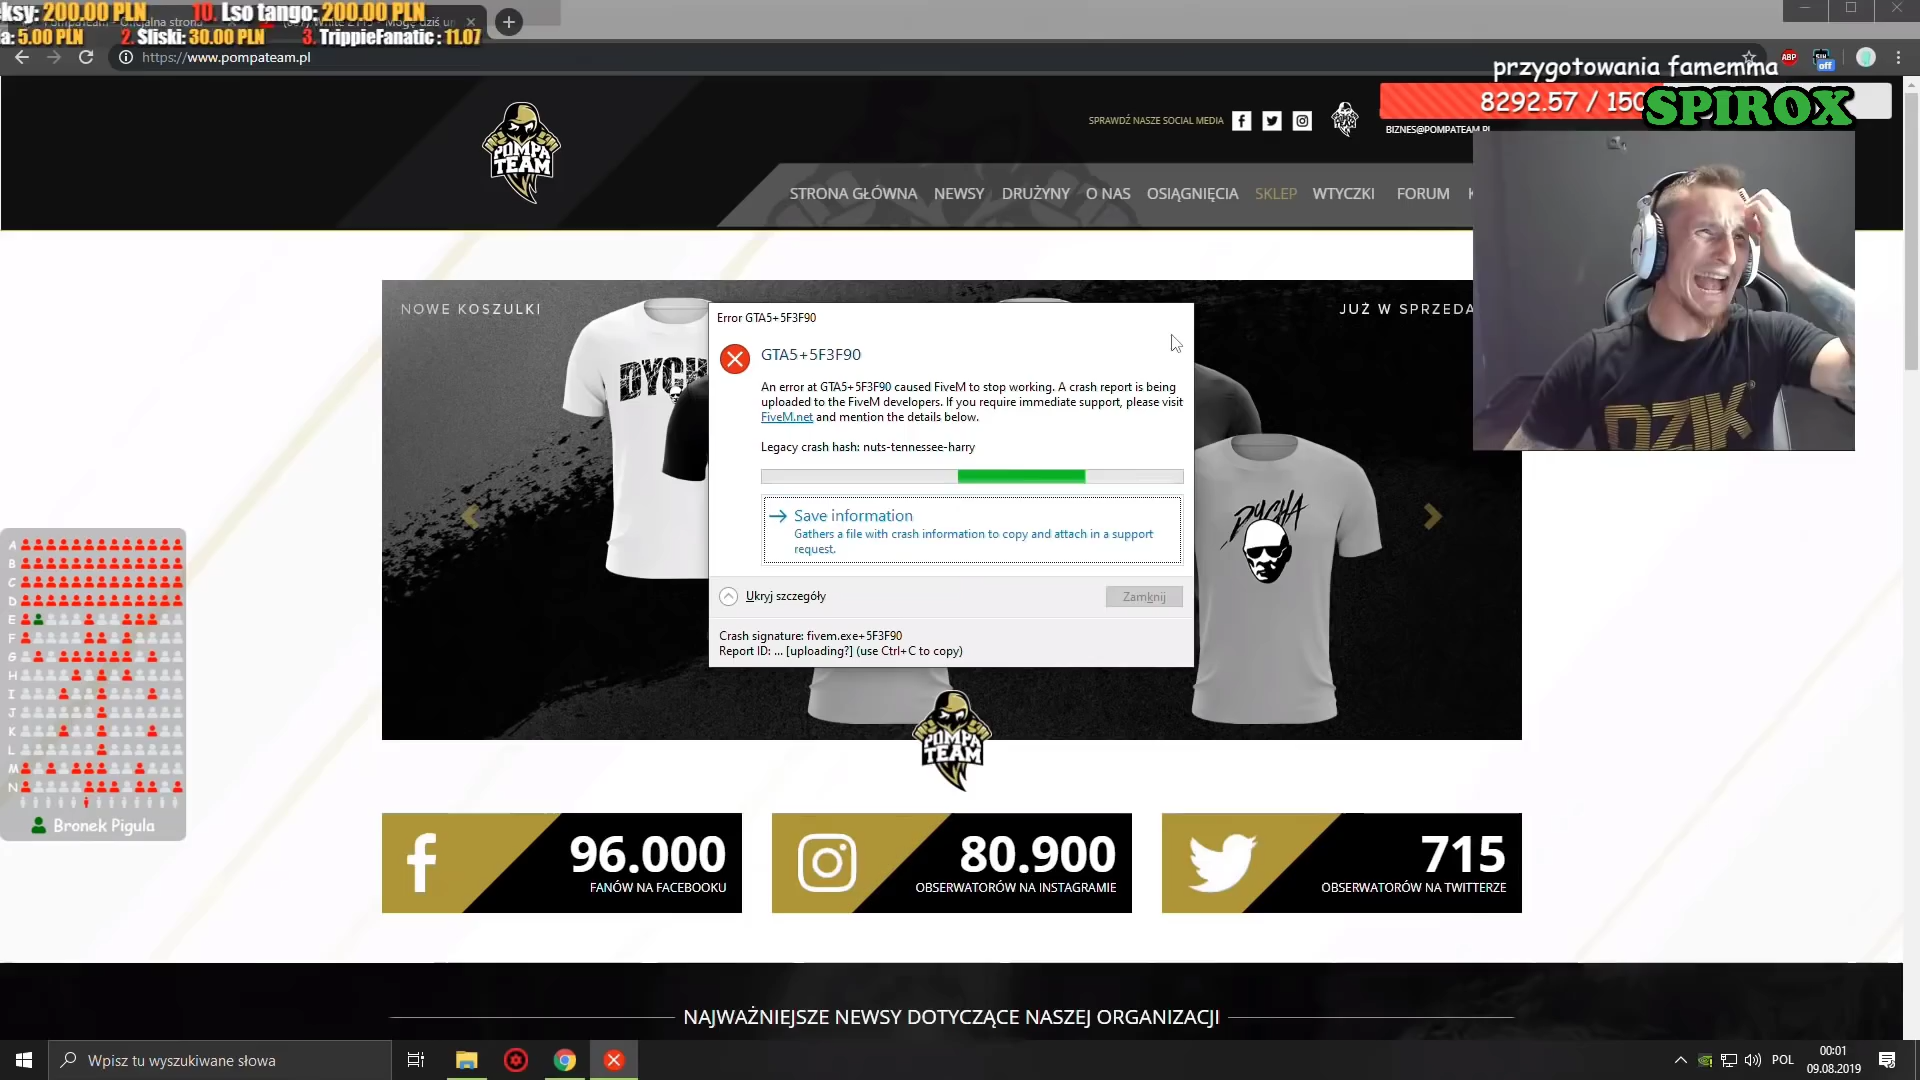 eksy: 200.00 PLN 10. Lso tango: 200.00 PLN
a: 5.00 PLN 2. Sliski: 30.00 PLN 3. TrippieFanatic : 11.07
https://www.pompateam.pl
ABP
off
przygotowania famemma
8292.57 / 150
SPIROX
POMPA
TEAM
SPRAWDŹ NASZE SOCIAL MEDIA
BIZNES@POMPATEAM.PL
STRONA GŁÓWNA NEWSY DRUŻYNY O NAS OSIĄGNIĘCIA SKLEP WTYCZKI FORUM K
NOWE KOSZULKI
JUŻ W SPRZEDA
DYCH
DYCHA
DZIK
Error GTA5+5F3F90
GTA5+5F3F90
An error at GTA5+5F3F90 caused FiveM to stop working. A crash report is being
uploaded to the FiveM developers. If you require immediate support, please visit
FiveM.net and mention the details below.
Legacy crash hash: nuts-tennessee-harry
Save information
Gathers a file with crash information to copy and attach in a support
request.
Ukryj szczegóły
Zamknij
Crash signature: fivem.exe+5F3F90
Report ID: ... [uploading?] (use Ctrl+C to copy)
A
B
C
D
E
F
G
H
I
J
K
L
M
N
Bronek Pigula
POMPA
TEAM
96.000
FANÓW NA FACEBOOKU
80.900
OBSERWATORÓW NA INSTAGRAMIE
715
OBSERWATORÓW NA TWITTERZE
NAJWAŻNIEJSZE NEWSY DOTYCZĄCE NASZEJ ORGANIZACJI
Wpisz tu wyszukiwane słowa
POL
00:01
09.08.2019